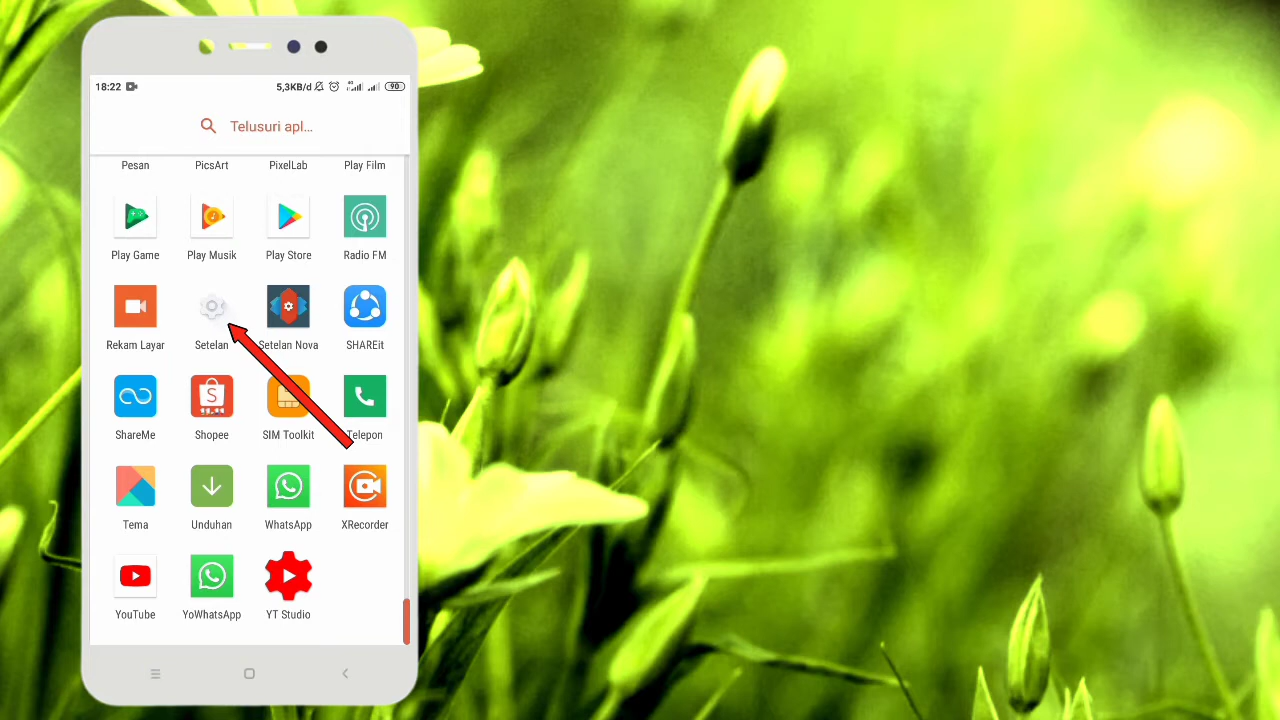 18:22 5,3KB/d 4G 90
Telusuri apl...
Pesan PicsArt PixelLab Play Film
Play Game Play Musik Play Store Radio FM
Rekam Layar Setelan Setelan Nova SHAREit
ShareMe Shopee SIM Toolkit Telepon
Tema Unduhan WhatsApp XRecorder
YouTube YoWhatsApp YT Studio